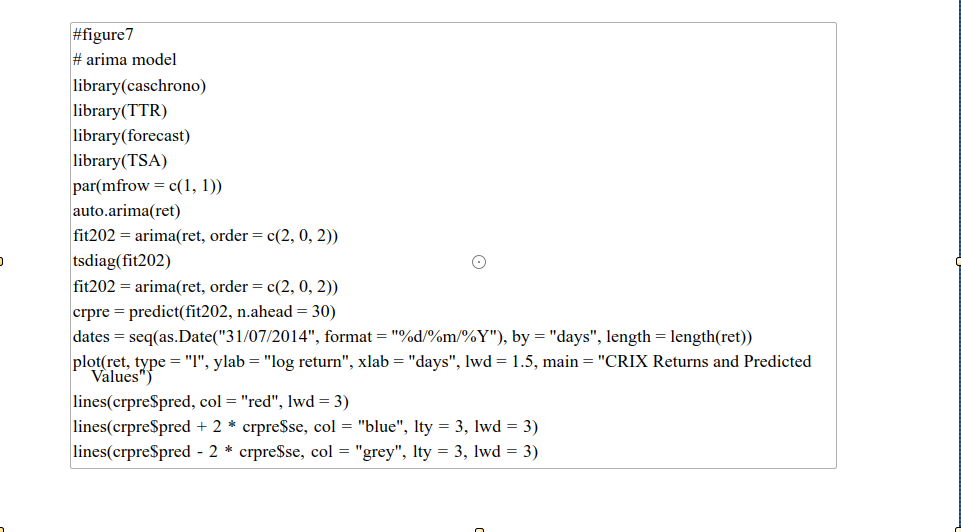 #figure7
# arima model
library(caschrono)
library(TTR)
library(forecast)
library(TSA)
par(mfrow = c(1, 1))
auto.arima(ret)
fit202 = arima(ret, order = c(2, 0, 2))
tsdiag(fit202)
fit202 = arima(ret, order = c(2, 0, 2))
crpre = predict(fit202, n.ahead = 30)
dates = seq(as.Date("31/07/2014", format = "%d/%m/%Y"), by = "days", length = length(ret))
plot(ret, type = "l", ylab = "log return", xlab = "days", lwd = 1.5, main = "CRIX Returns and Predicted
Values")
lines(crpre$pred, col = "red", lwd = 3)
lines(crpre$pred + 2 * crpre$se, col = "blue", lty = 3, lwd = 3)
lines(crpre$pred - 2 * crpre$se, col = "grey", lty = 3, lwd = 3)